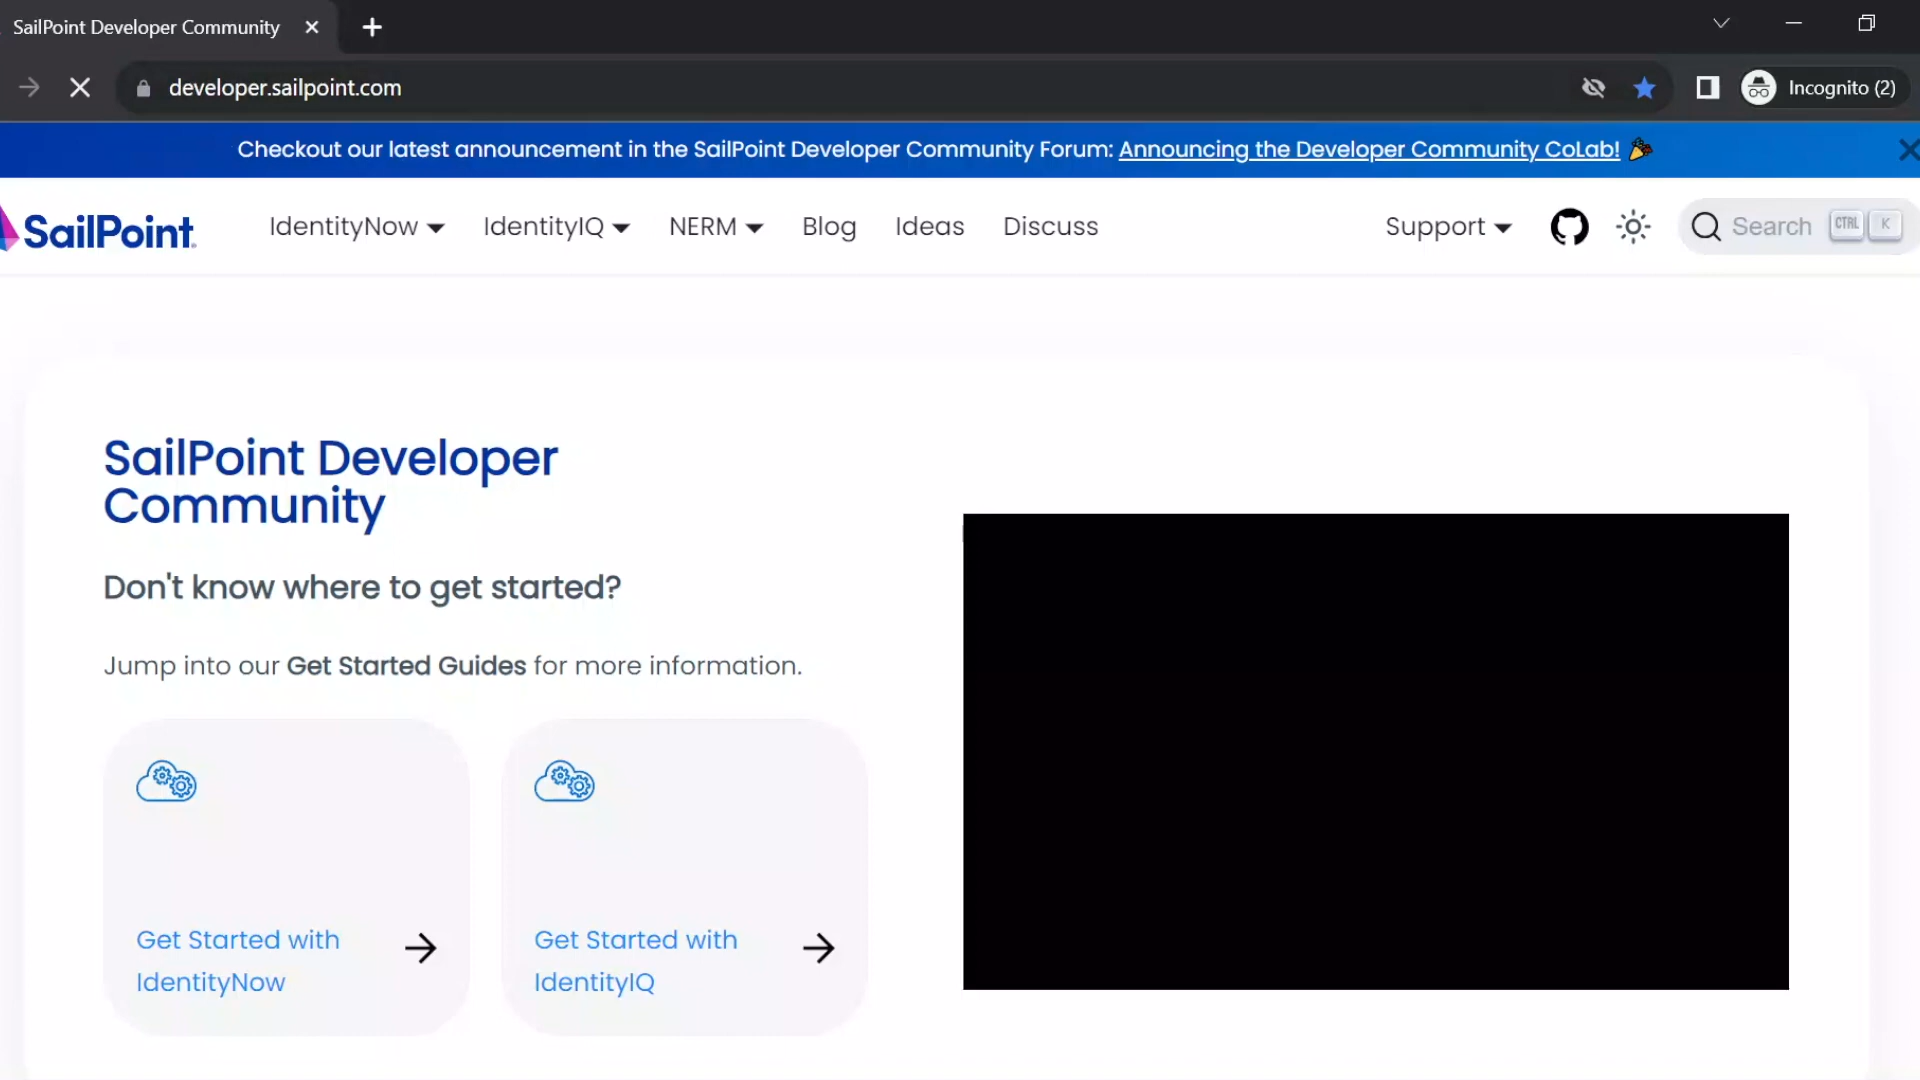 SailPoint Developer Community
developer.sailpoint.com
Incognito (2)
Checkout our latest announcement in the SailPoint Developer Community Forum: Announcing the Developer Community CoLab! 🎉
SailPoint
IdentityNow
IdentityIQ
NERM
Blog
Ideas
Discuss
Support
Search
CTRL
K
SailPoint Developer
Community
Don't know where to get started?
Jump into our Get Started Guides for more information.
Get Started with
IdentityNow
Get Started with
IdentityIQ